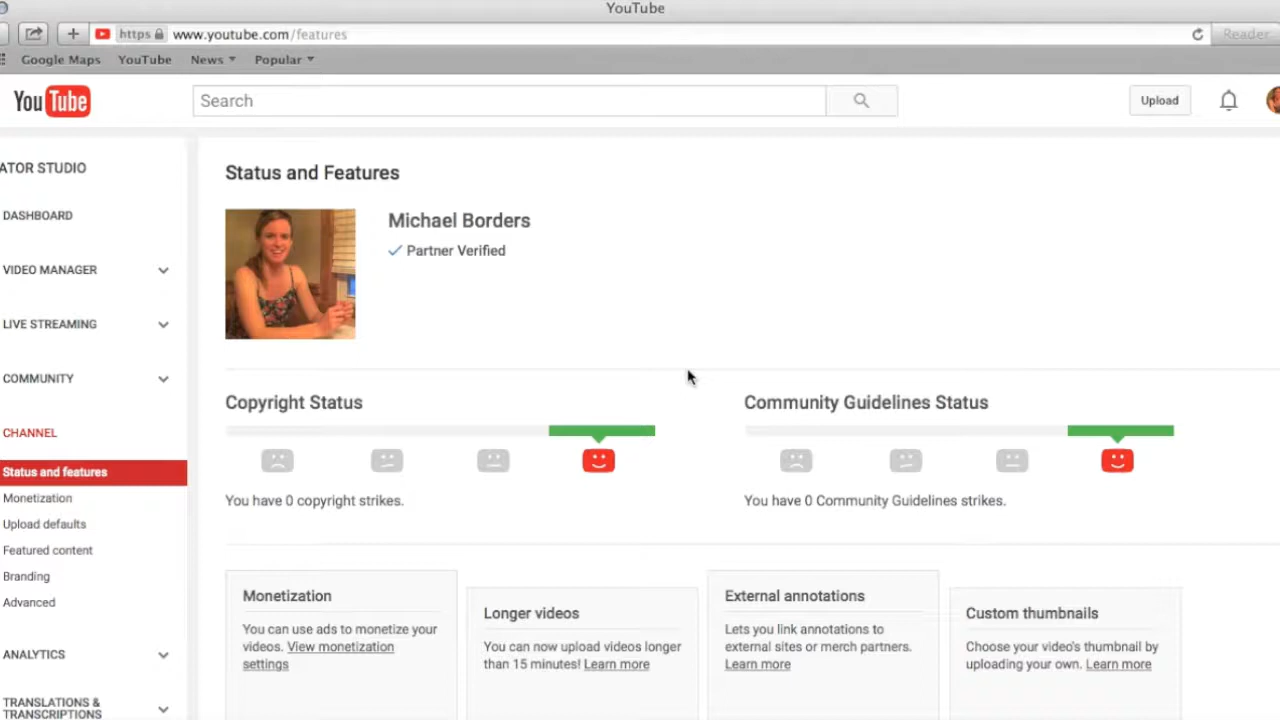 YouTube
https www.youtube.com/features
Reader
Google Maps YouTube News Popular
YouTube
Search
Upload
ATOR STUDIO
DASHBOARD
VIDEO MANAGER
LIVE STREAMING
COMMUNITY
CHANNEL
Status and features
Monetization
Upload defaults
Featured content
Branding
Advanced
ANALYTICS
TRANSLATIONS &
TRANSCRIPTIONS
Status and Features
Michael Borders
Partner Verified
Copyright Status
You have 0 copyright strikes.
Community Guidelines Status
You have 0 Community Guidelines strikes.
Monetization
You can use ads to monetize your
videos. View monetization
settings
Longer videos
You can now upload videos longer
than 15 minutes! Learn more
External annotations
Lets you link annotations to
external sites or merch partners.
Learn more
Custom thumbnails
Choose your video's thumbnail by
uploading your own. Learn more